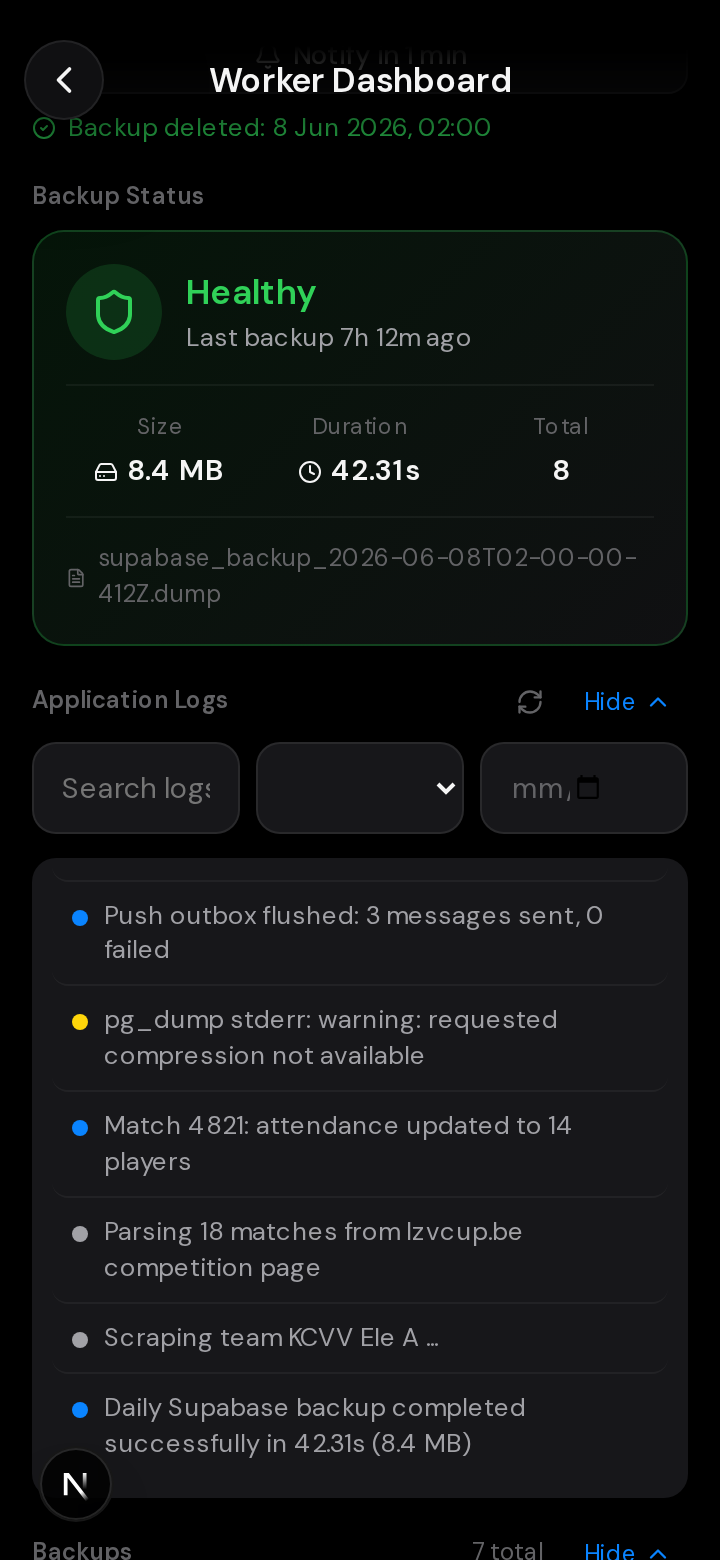 Notify in 1 min
Worker Dashboard
Backup deleted: 8 Jun 2026, 02:00
Backup Status
Healthy
Last backup 7h 12m ago
Size Duration Total
8.4 MB 42.31s 8
supabase_backup_2026-06-08T02-00-00-
412Z.dump
Application Logs Hide
Search logs mm/
Push outbox flushed: 3 messages sent, 0
failed
pg_dump stderr: warning: requested
compression not available
Match 4821: attendance updated to 14
players
Parsing 18 matches from lzvcup.be
competition page
Scraping team KCVV Ele A …
Daily Supabase backup completed
successfully in 42.31s (8.4 MB)
N
Backups 7 total Hide